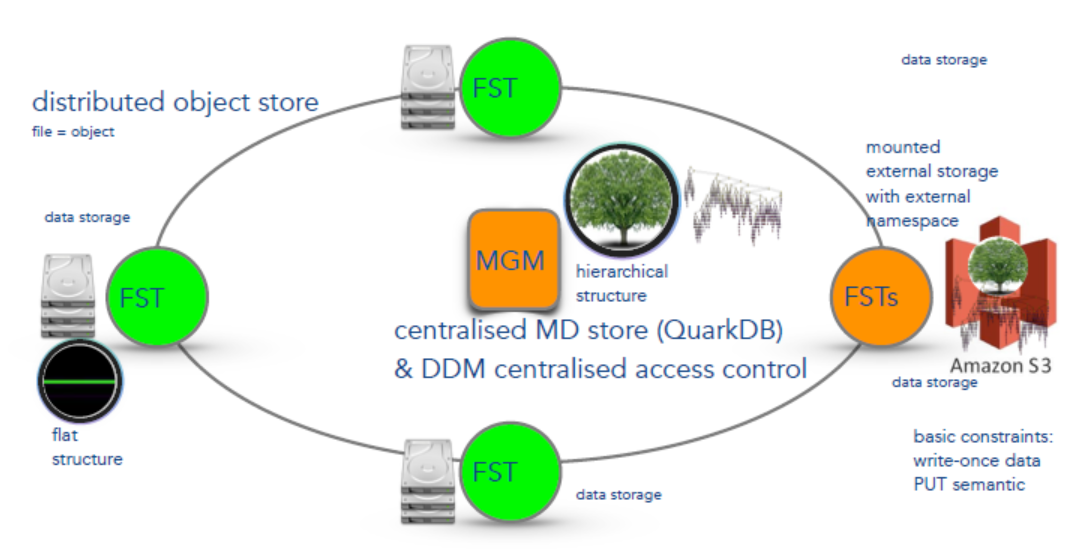 FST
data storage
distributed object store
file = object
mounted
external storage
with external
namespace
data storage
MGM
hierarchical
structure
FST
FSTs
centralised MD store (QuarkDB)
& DDM centralised access control
Amazon S3
data storage
flat
structure
basic constraints:
write-once data
PUT semantic
FST
data storage